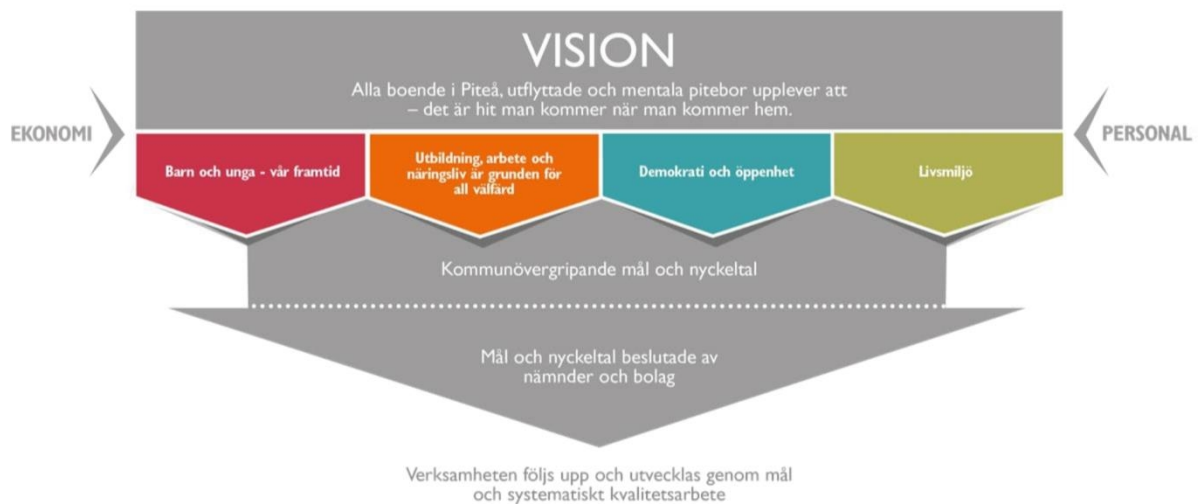 VISION
Alla boende i Piteå, utflyttade och mentala pitebor upplever att
– det är hit man kommer när man kommer hem.
EKONOMI
PERSONAL
Barn och unga - vår framtid
Utbildning, arbete och
näringsliv är grunden för
all välfärd
Demokrati och öppenhet
Livsmiljö
Kommunövergripande mål och nyckeltal
Mål och nyckeltal beslutade av
nämnder och bolag
Verksamheten följs upp och utvecklas genom mål
och systematiskt kvalitetsarbete